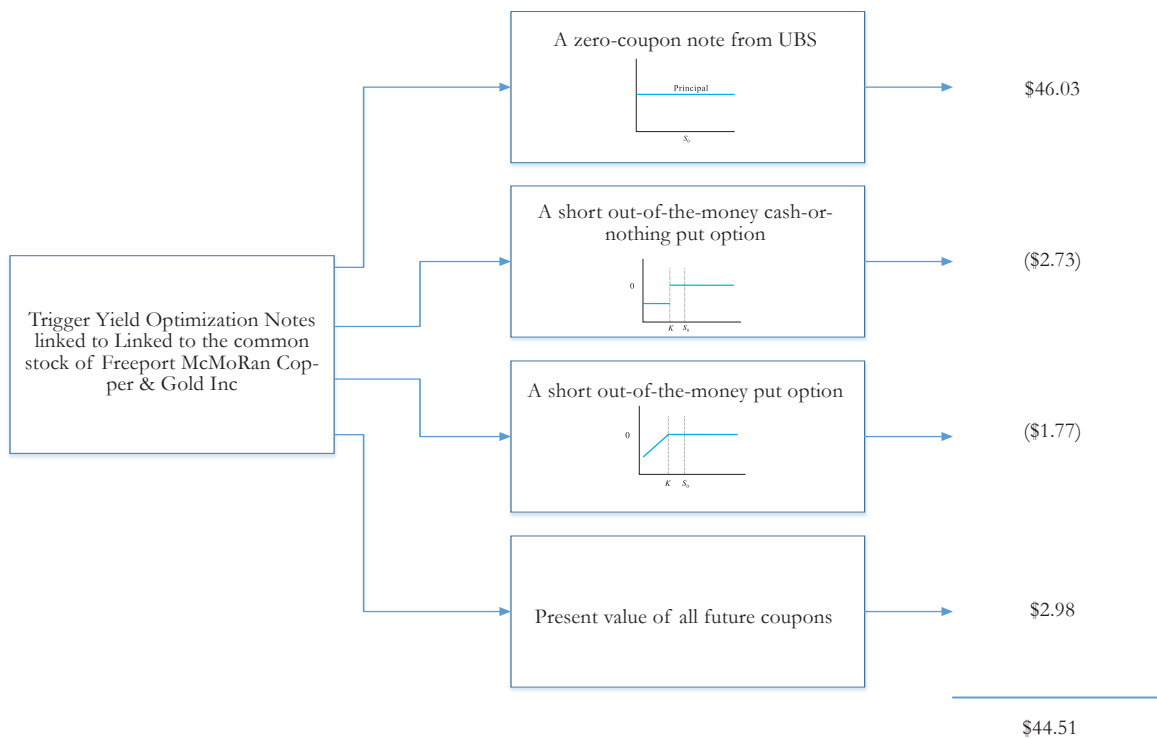 A zero-coupon note from UBS
Principal
S0
$46.03
A short out-of-the-money cash-or-
nothing put option
0
K
S0
($2.73)
Trigger Yield Optimization Notes
linked to Linked to the common
stock of Freeport McMoRan Cop-
per & Gold Inc
A short out-of-the-money put option
0
K
S0
($1.77)
Present value of all future coupons
$2.98
$44.51